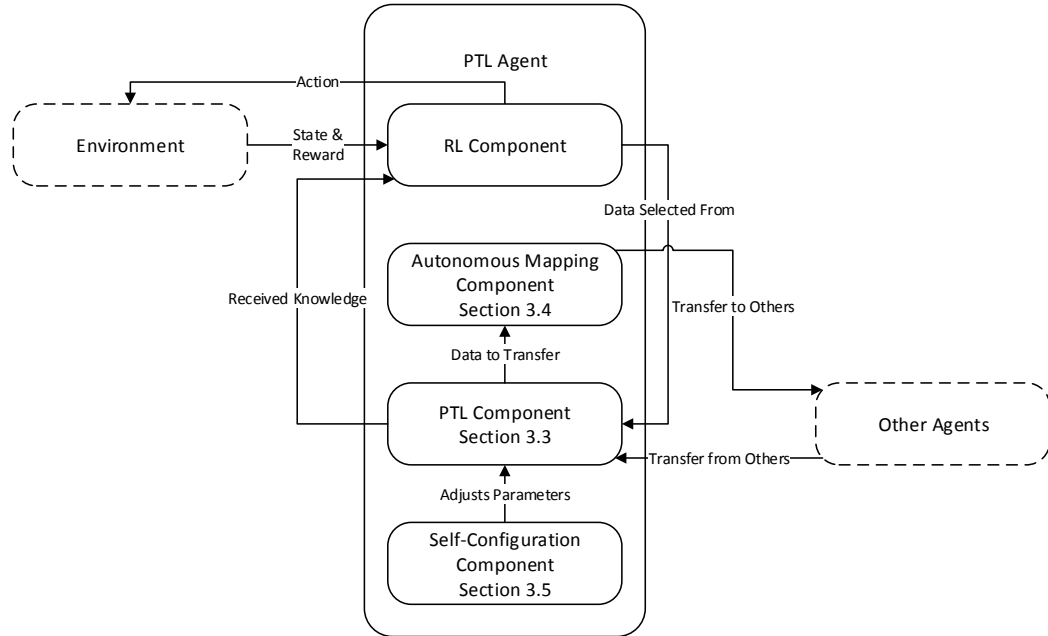 PTL Agent
Action
Environment
State &
Reward
RL Component
Data Selected From
Autonomous Mapping
Component
Section 3.4
Received Knowledge
Transfer to Others
Data to Transfer
PTL Component
Section 3.3
Other Agents
Transfer from Others
Adjusts Parameters
Self-Configuration
Component
Section 3.5